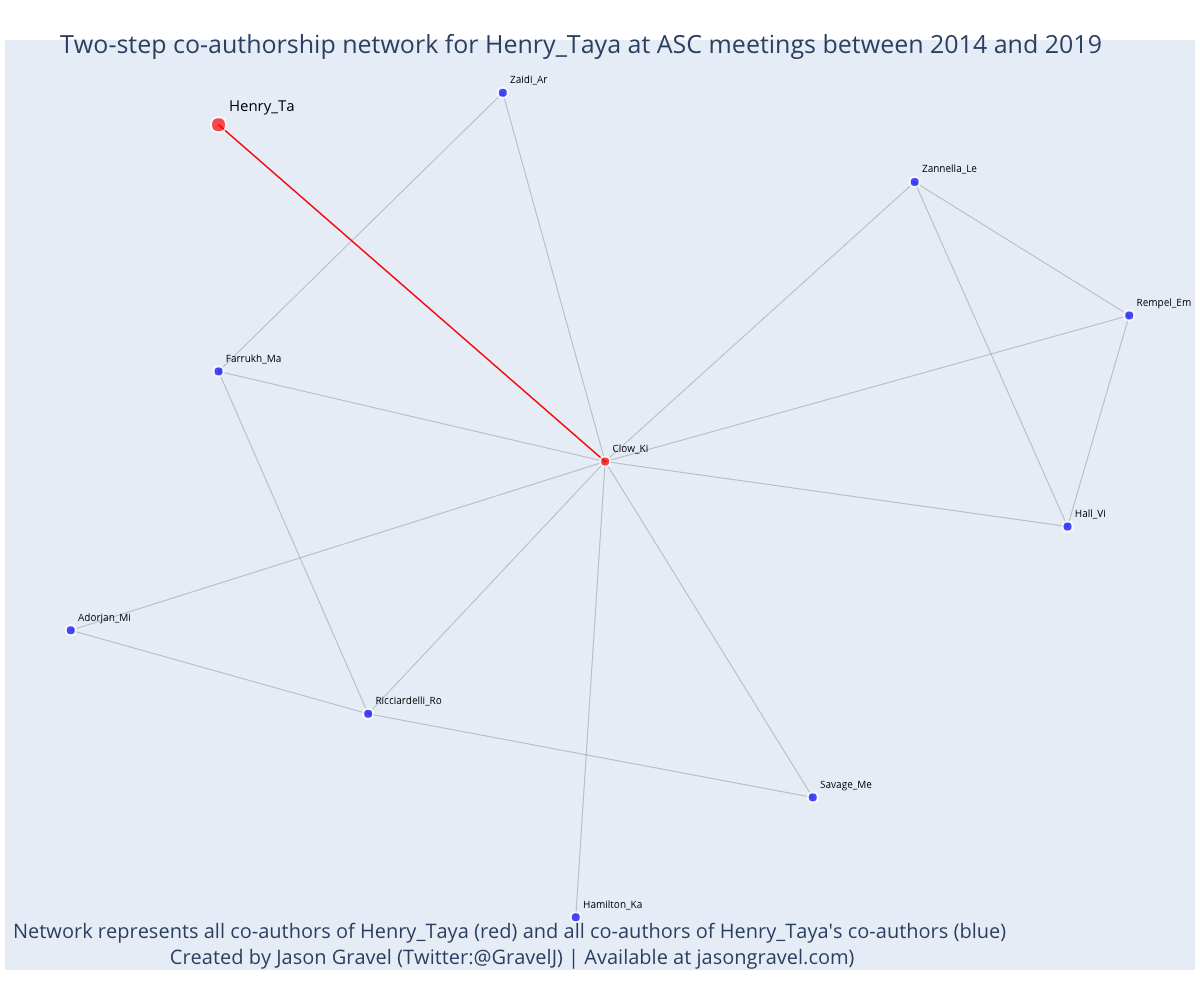 Two-step co-authorship network for Henry_Taya at ASC meetings between 2014 and 2019
Zaidi_Ar
Henry_Ta
Zannella_Le
Rempel_Em
Farrukh_Ma
Clow_Ki
Hall_Vi
Adorjan_Mi
Ricciardelli_Ro
Savage_Me
Hamilton_Ka
Network represents all co-authors of Henry_Taya (red) and all co-authors of Henry_Taya's co-authors (blue)
Created by Jason Gravel (Twitter:@GravelJ) | Available at jasongravel.com)